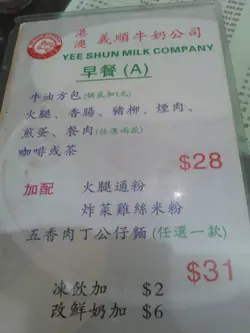 港
澳 義順牛奶公司
YEE SHUN MILK COMPANY
早餐 (A)
牛油方包(烘底加1元)
火腿、香腸、豬柳、煙肉、
煎蛋、餐肉(任選兩款)
咖啡或茶
$28
加配 火腿通粉
炸菜雞絲米粉
五香肉丁公仔麵(任選一款)
$31
凍飲加 $2
改鮮奶加 $6